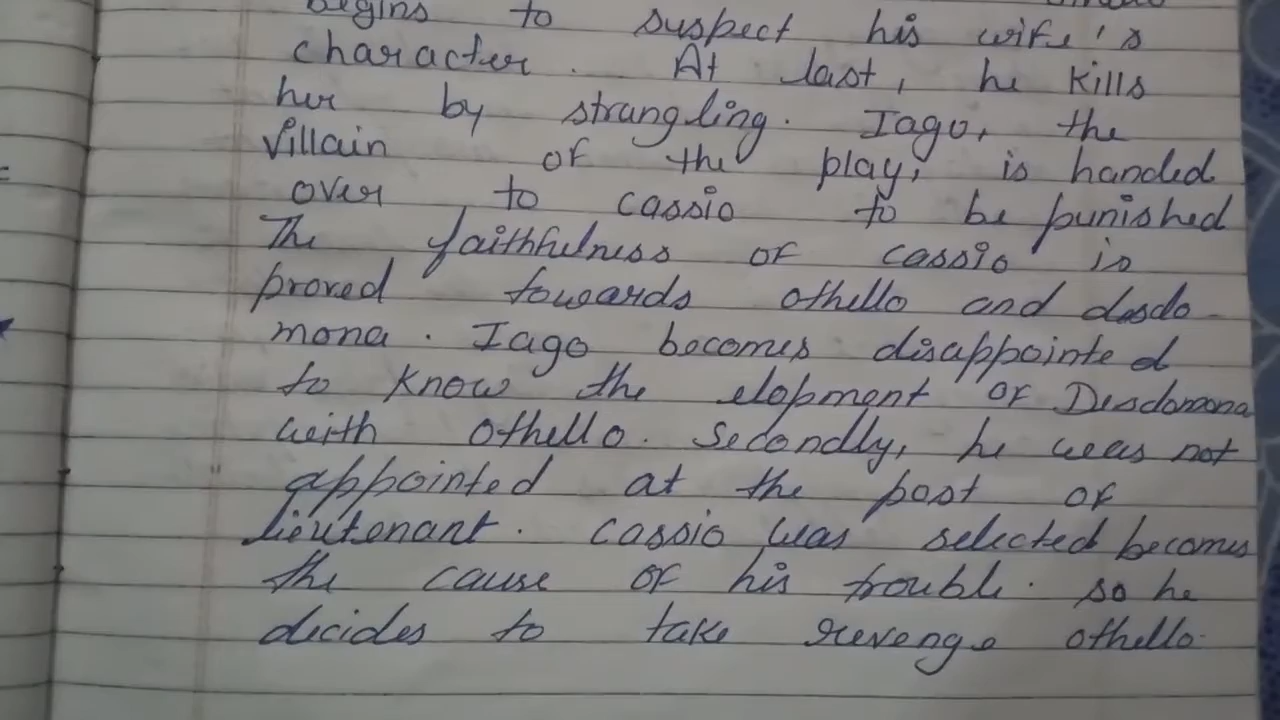 begins to suspect his wife's
character. At last, he kills
her by strangling. Iago, the
villain of the play, is handed
over to cassio to be punished
The faithfulness of cassio is
proved towards othello and desdo
mona. Iago becomes disappointed
to know the elopment of Desdomona
with othello. Secondly, he was not
appointed at the post of
lieutenant. cassio was selected becomes
the cause of his trouble. so he
decides to take revenge othello.